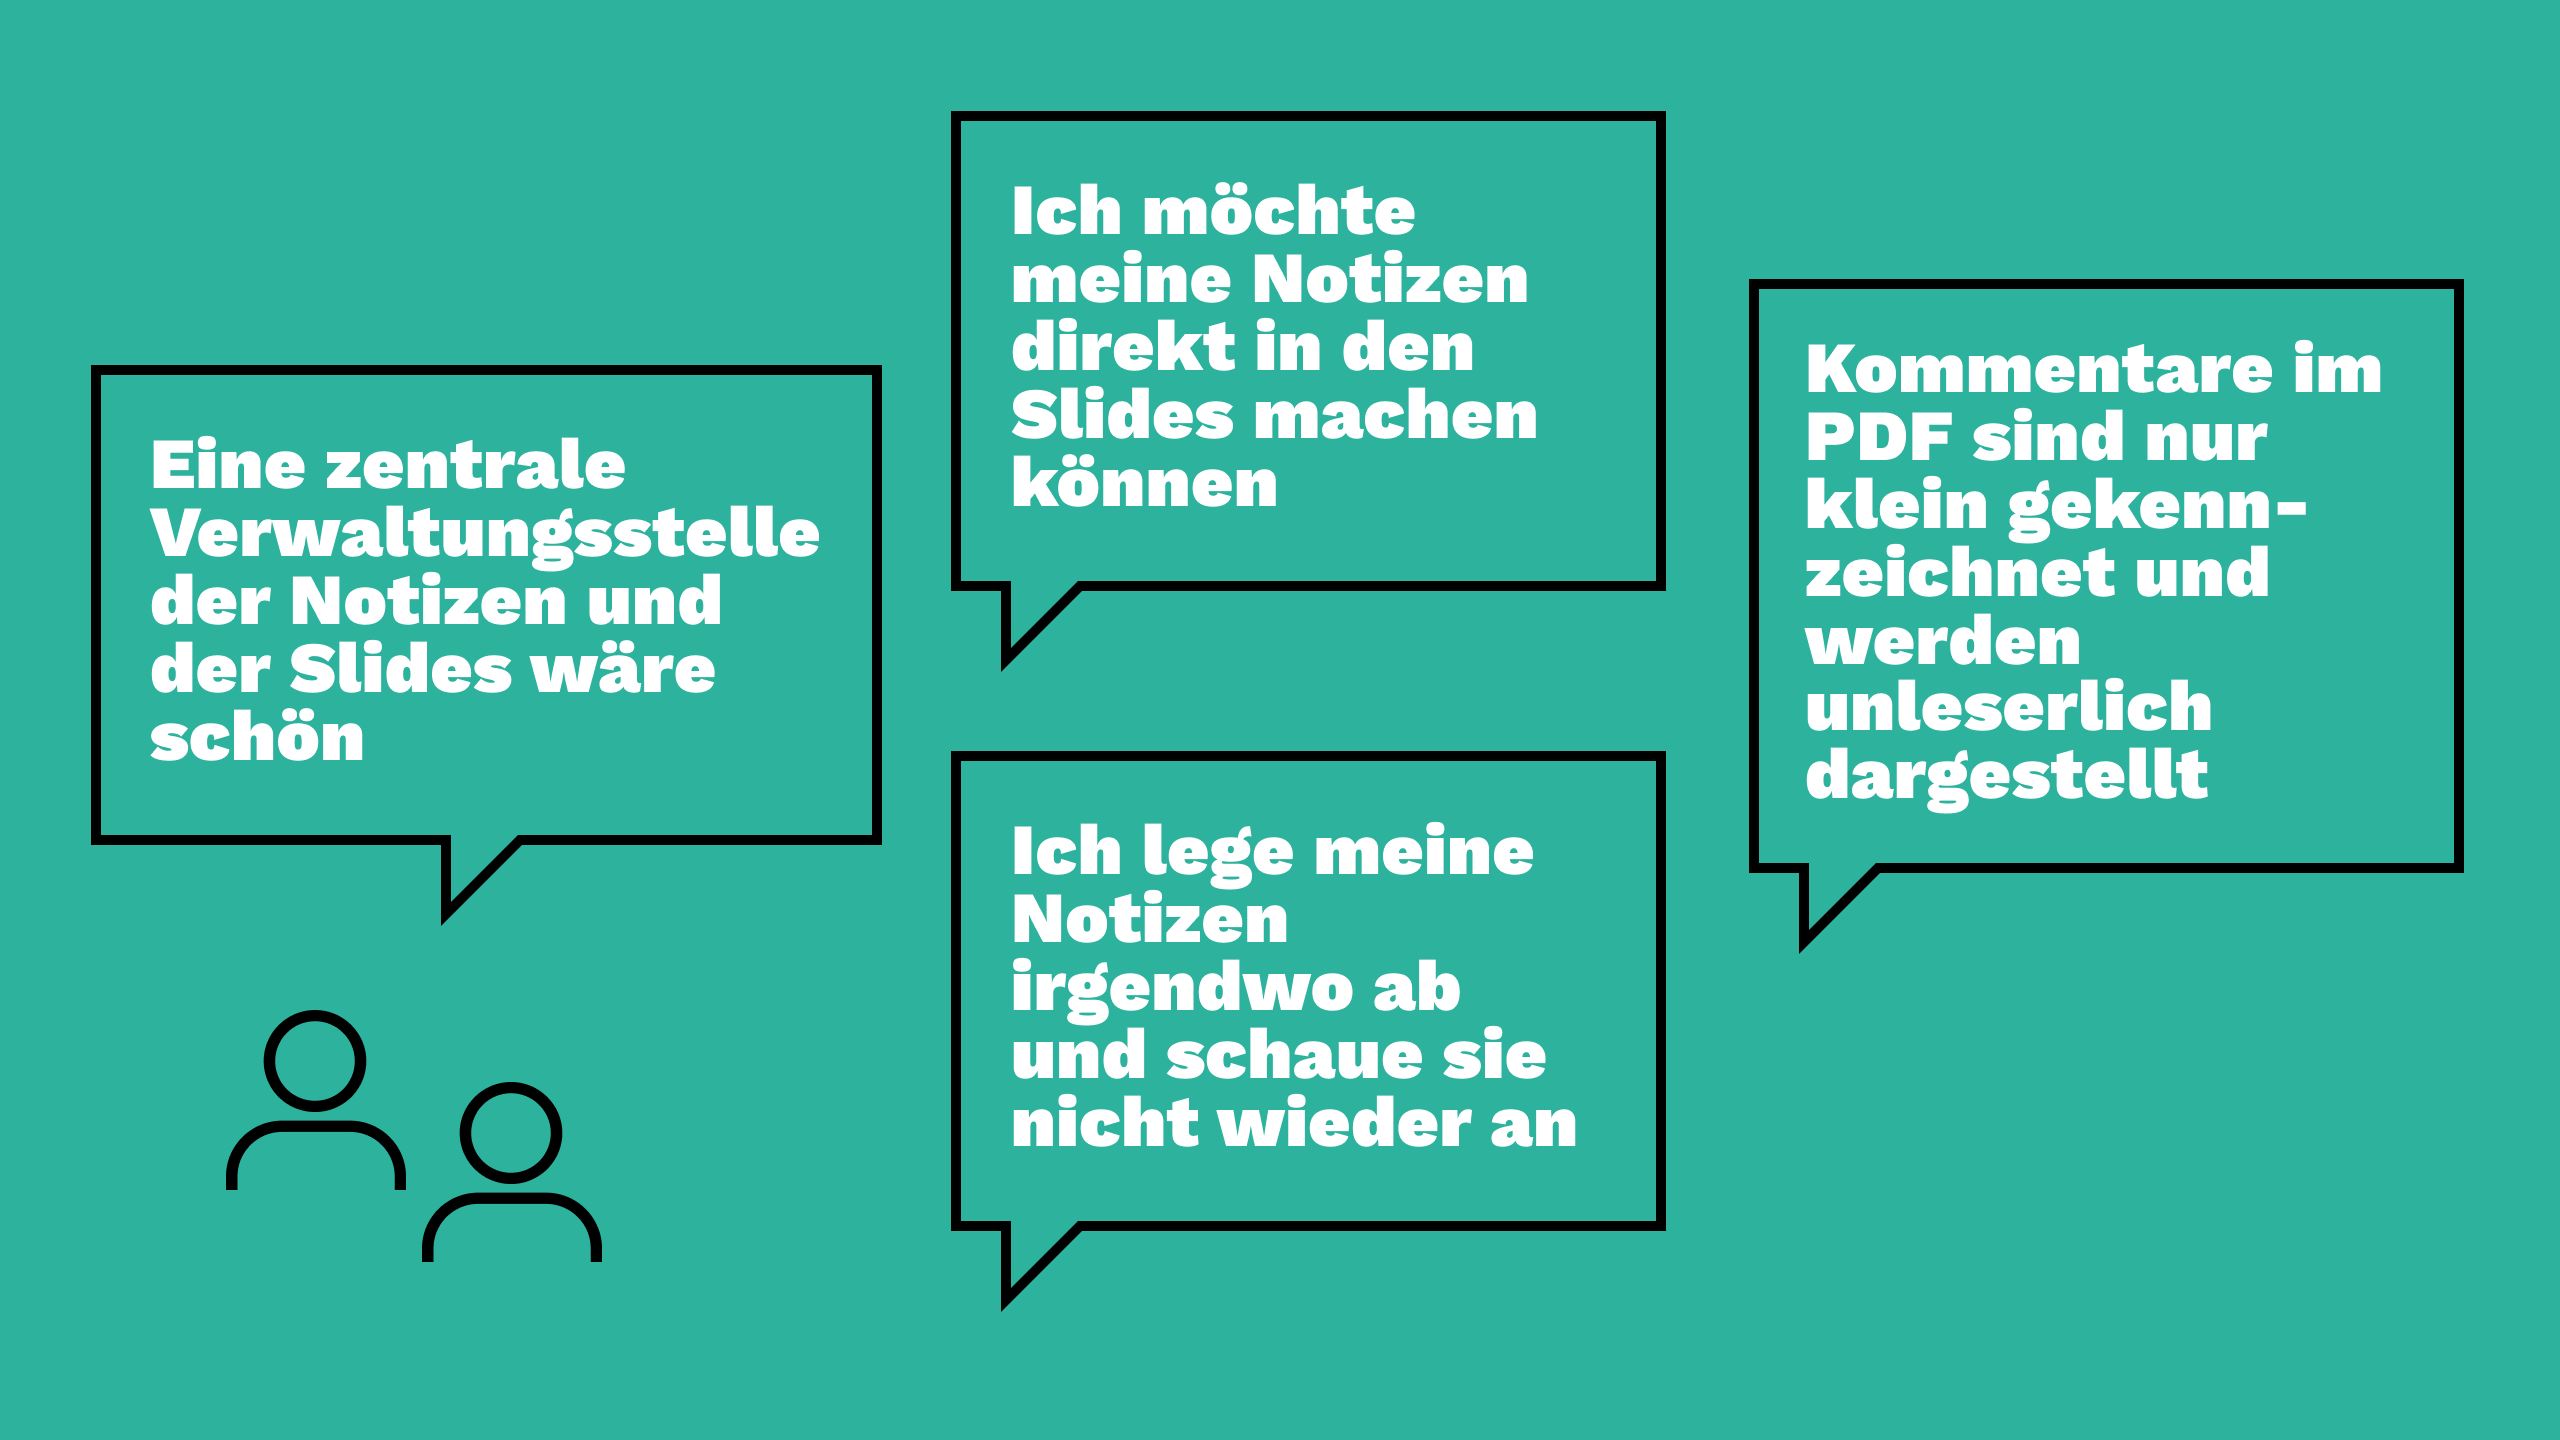 Eine zentrale
Verwaltungsstelle
der Notizen und
der Slides wäre
schön
Ich möchte
meine Notizen
direkt in den
Slides machen
können
Ich lege meine
Notizen
irgendwo ab
und schaue sie
nicht wieder an
Kommentare im
PDF sind nur
klein gekenn-
zeichnet und
werden
unleserlich
dargestellt